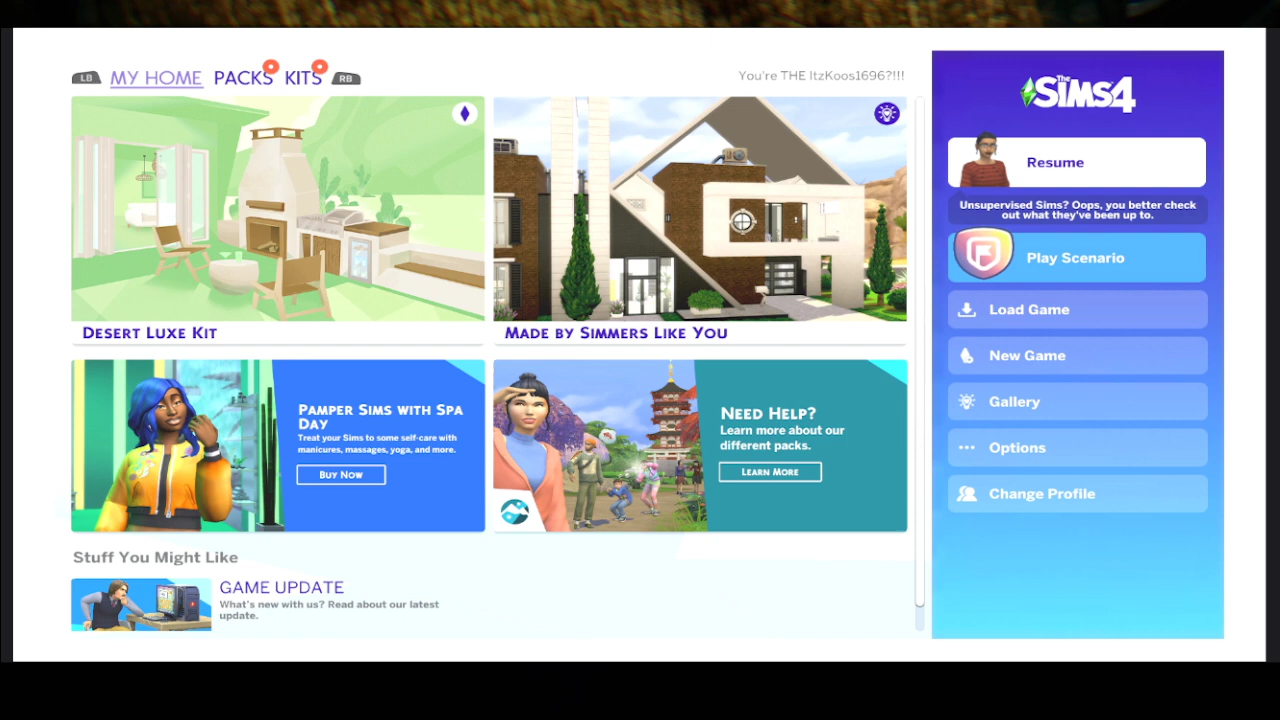 LB MY HOME PACKS KITS RB
You're THE ItzKoos1696?!!!
DESERT LUXE KIT
MADE BY SIMMERS LIKE YOU
PAMPER SIMS WITH SPA
DAY
Treat your Sims to some self-care with
manicures, massages, yoga, and more.
BUY NOW
NEED HELP?
Learn more about our
different packs.
LEARN MORE
Stuff You Might Like
GAME UPDATE
What's new with us? Read about our latest
update.
The SIMS 4
Resume
Unsupervised Sims? Oops, you better check
out what they've been up to.
Play Scenario
Load Game
New Game
Gallery
Options
Change Profile